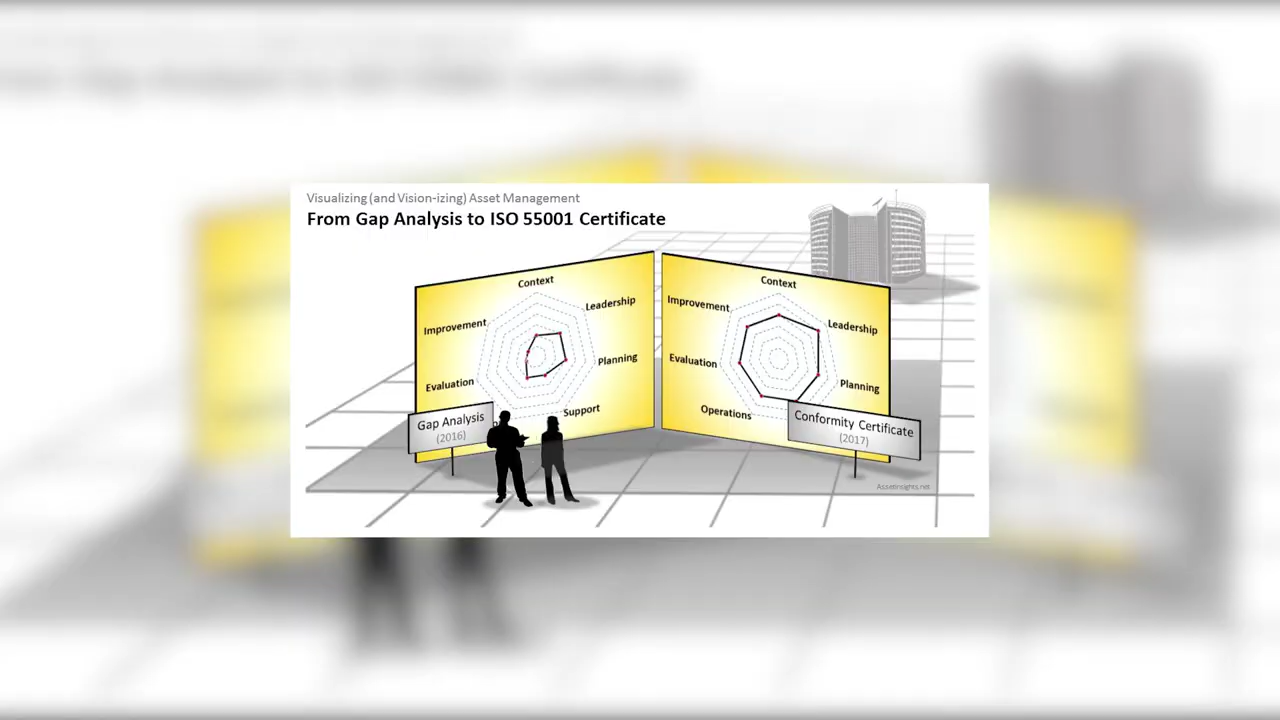 Visualizing (and Vision-izing) Asset Management
From Gap Analysis to ISO 55001 Certificate
Context
Leadership
Improvement
Planning
Evaluation
Support
Gap Analysis
(2016)
Context
Improvement
Leadership
Evaluation
Planning
Operations
Conformity Certificate
(2017)
AssetInsights.net